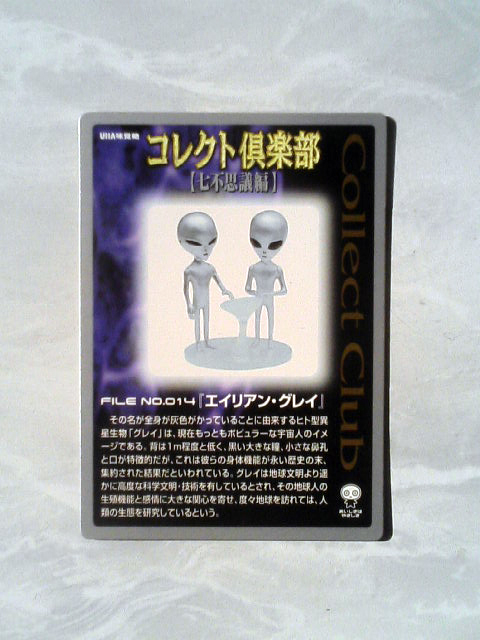 UHA味覚糖
コレクト倶楽部
【七不思議編】
Collect Club
FILE NO.014『エイリアン・グレイ』
その名が全身が灰色がかっていることに由来するヒト型異
星生物「グレイ」は、現在もっともポピュラーな宇宙人のイメ
ージである。背は1m程度と低く、黒い大きな瞳、小さな鼻孔
と口が特徴的だが、これは彼らの身体機能が永い歴史の末、
集約された結果だといわれている。グレイは地球文明より遥
かに高度な科学文明・技術を有しているとされ、その地球人の
生殖機能と感情に大きな関心を寄せ、度々地球を訪れては、人
類の生態を研究しているという。